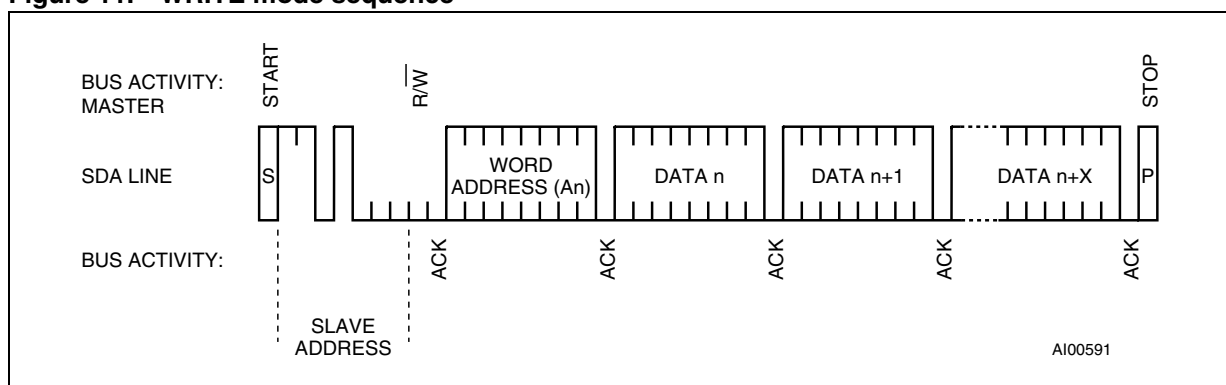 Figure 14. WRITE mode sequence
BUS ACTIVITY:
MASTER
START
R/W
STOP
SDA LINE
S
WORD
ADDRESS (An)
DATA n
DATA n+1
DATA n+X
P
BUS ACTIVITY:
ACK
ACK
ACK
ACK
ACK
SLAVE
ADDRESS
AI00591